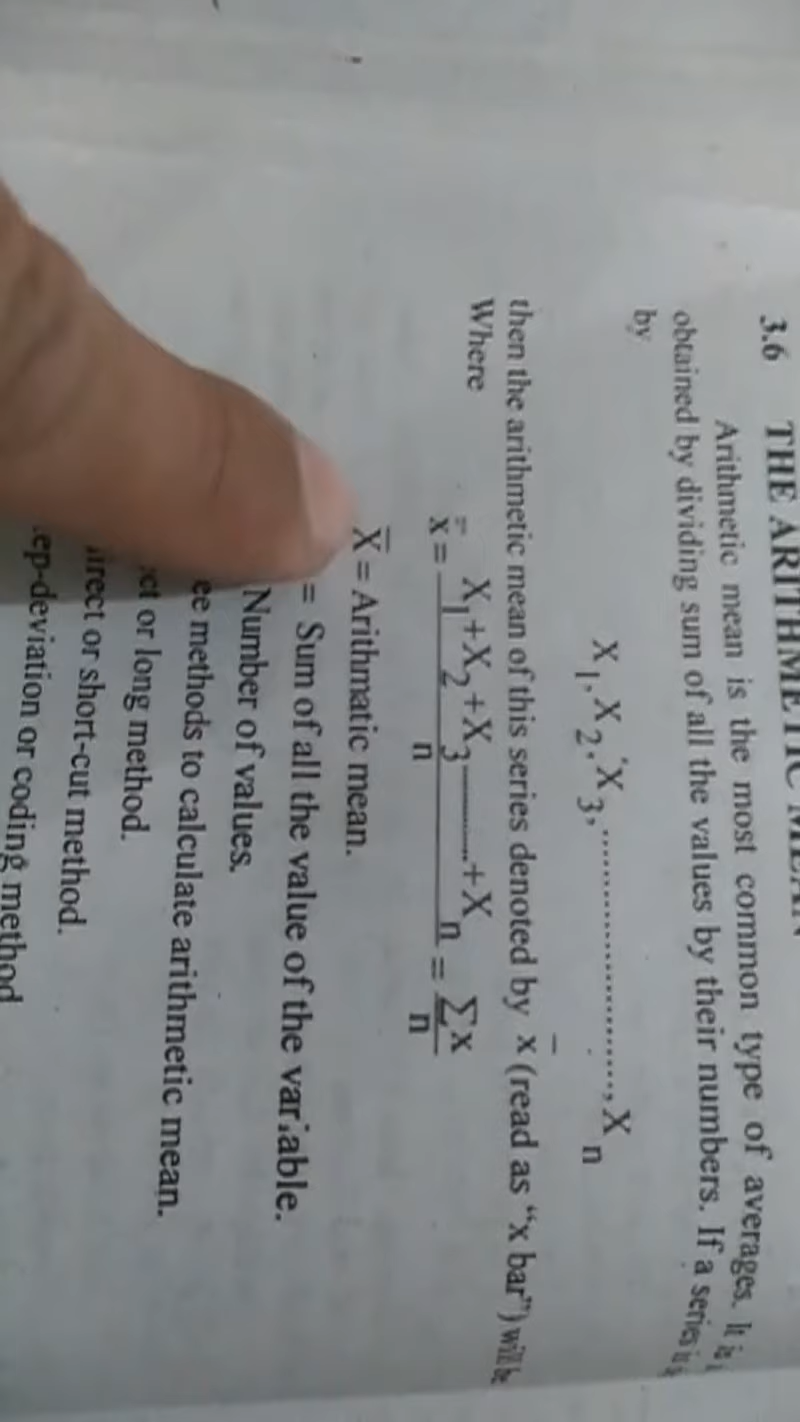 3.6 THE ARITHMETIC MEAN
Arithmetic mean is the most common type of averages. It is
obtained by dividing sum of all the values by their numbers. If a series is
by
X₁, X₂, X₃, ........................, Xₙ
then the arithmetic mean of this series denoted by x̄ (read as “x bar”) will be
Where
x̄ = X₁+X₂+X₃.........+Xₙ / n = ∑x / n
X̄ = Arithmatic mean.
= Sum of all the value of the variable.
Number of values.
ee methods to calculate arithmetic mean.
ct or long method.
irect or short-cut method.
ep-deviation or coding method